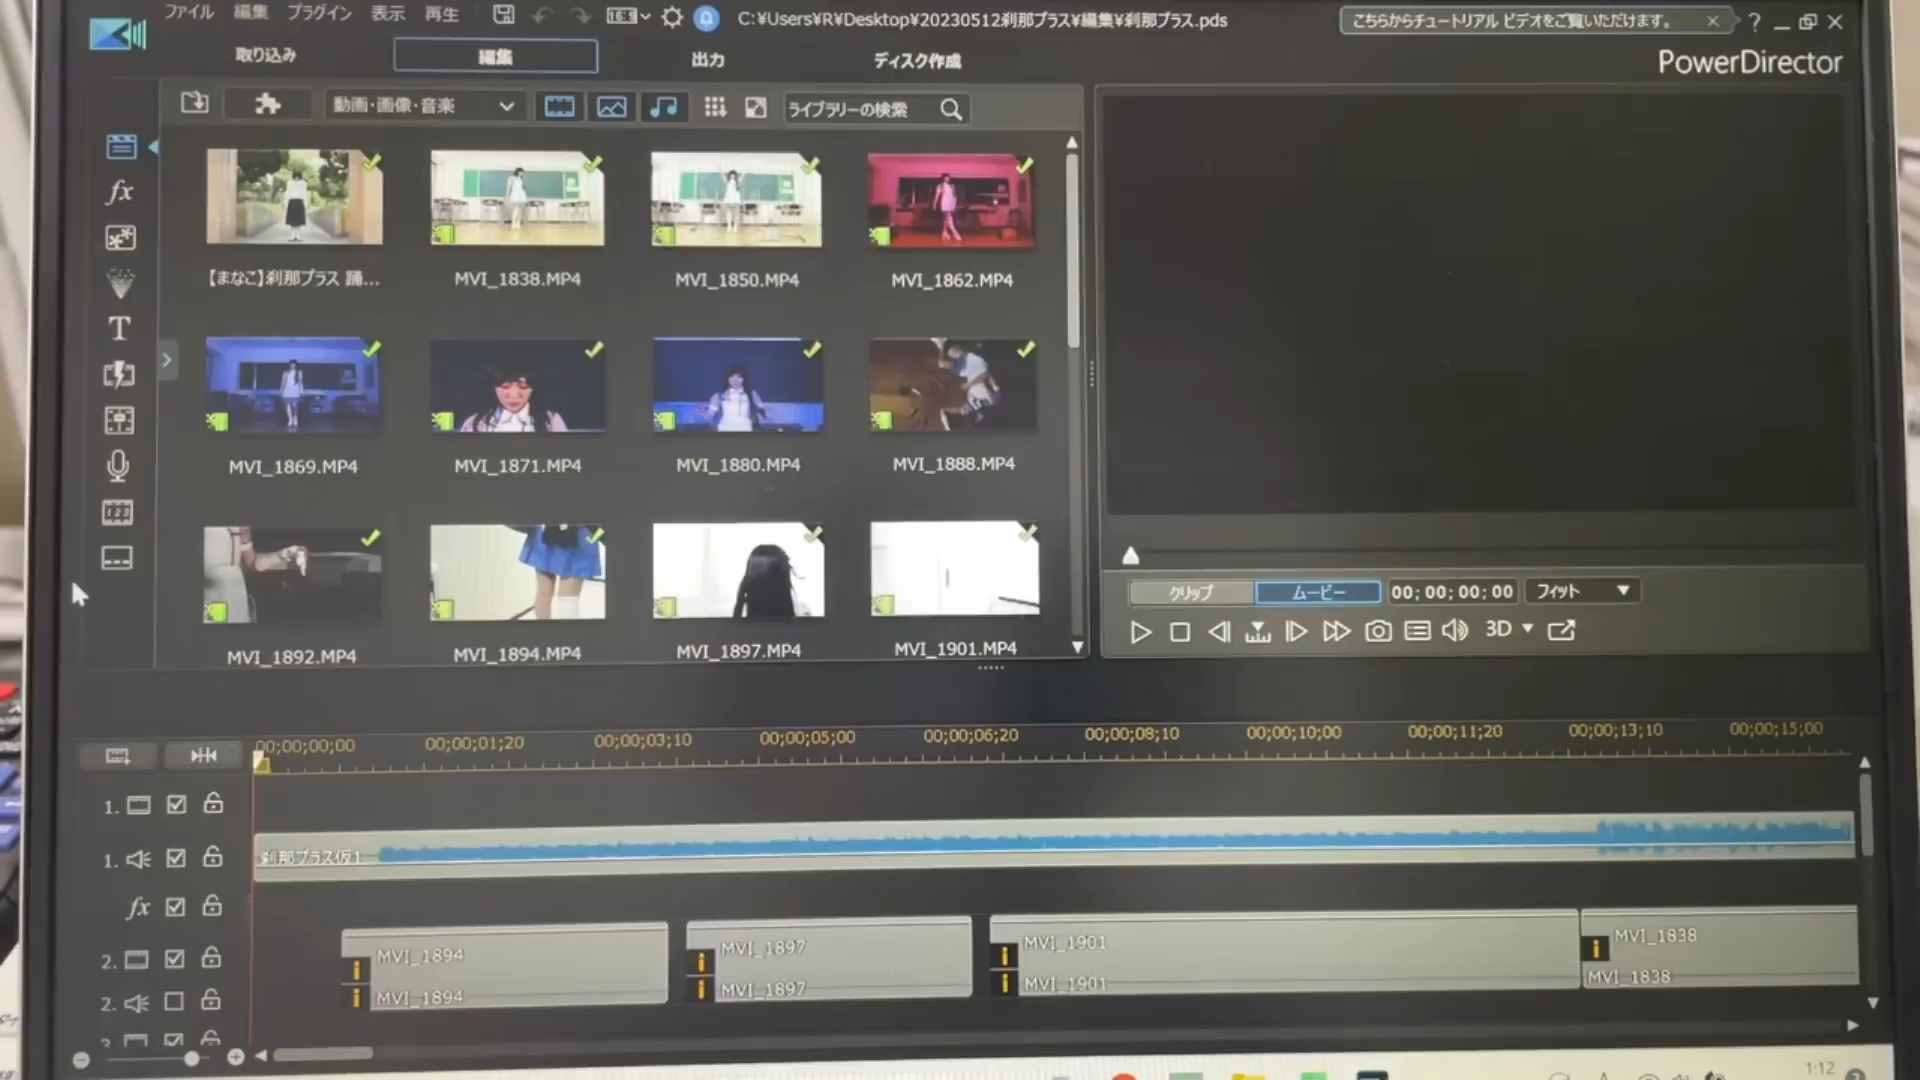 ファイル 編集 プラグイン 表示 再生 16:9 C:¥Users¥R¥Desktop¥20230512刹那プラス¥編集¥刹那プラス.pds こちらからチュートリアル ビデオをご覧いただけます。 × ?
取り込み 編集 出力 ディスク作成 PowerDirector
動画・画像・音楽 ライブラリーの検索
【まなこ】刹那プラス 踊... MVI_1838.MP4 MVI_1850.MP4 MVI_1862.MP4
fx
T
MVI_1869.MP4 MVI_1871.MP4 MVI_1880.MP4 MVI_1888.MP4
MVI_1892.MP4 MVI_1894.MP4 MVI_1897.MP4 MVI_1901.MP4
クリップ ムービー 00;00;00;00 フィット
3D
00;00;00;00 00;00;01;20 00;00;03;10 00;00;05;00 00;00;06;20 00;00;08;10 00;00;10;00 00;00;11;20 00;00;13;10 00;00;15;00
1.
1. 刹那プラス仮1
fx
2. MVI_1894 MVI_1897 MVI_1901 MVI_1838
2. MVI_1894 MVI_1897 MVI_1901 MVI_1838
3.
1:12